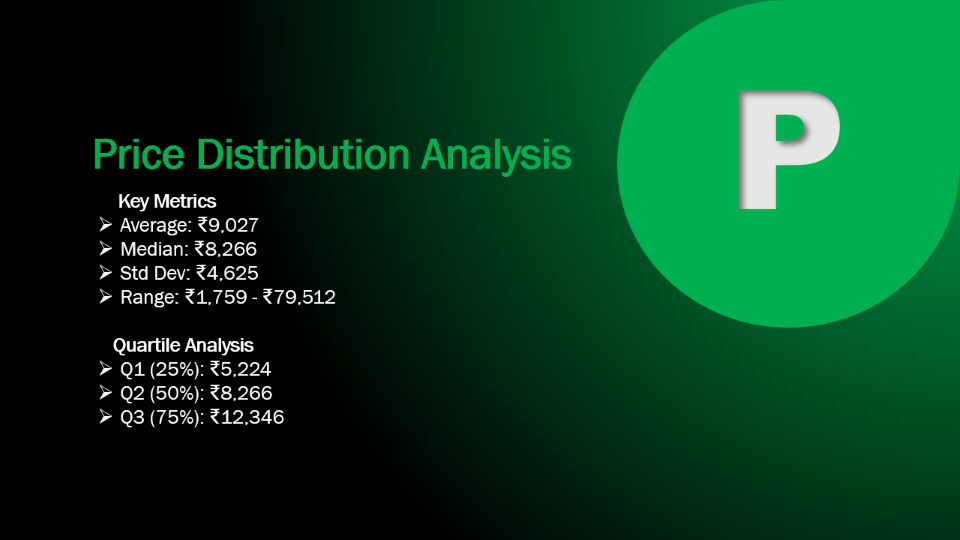 P
Price Distribution Analysis
Key Metrics
➢ Average: ₹9,027
➢ Median: ₹8,266
➢ Std Dev: ₹4,625
➢ Range: ₹1,759 - ₹79,512
Quartile Analysis
➢ Q1 (25%): ₹5,224
➢ Q2 (50%): ₹8,266
➢ Q3 (75%): ₹12,346